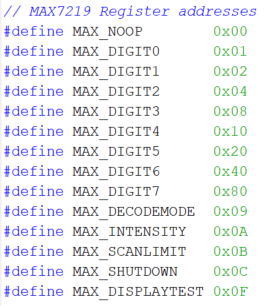 // MAX7219 Register addresses
#define MAX_NOOP 0x00
#define MAX_DIGIT0 0x01
#define MAX_DIGIT1 0x02
#define MAX_DIGIT2 0x04
#define MAX_DIGIT3 0x08
#define MAX_DIGIT4 0x10
#define MAX_DIGIT5 0x20
#define MAX_DIGIT6 0x40
#define MAX_DIGIT7 0x80
#define MAX_DECODEMODE 0x09
#define MAX_INTENSITY 0x0A
#define MAX_SCANLIMIT 0x0B
#define MAX_SHUTDOWN 0x0C
#define MAX_DISPLAYTEST 0x0F